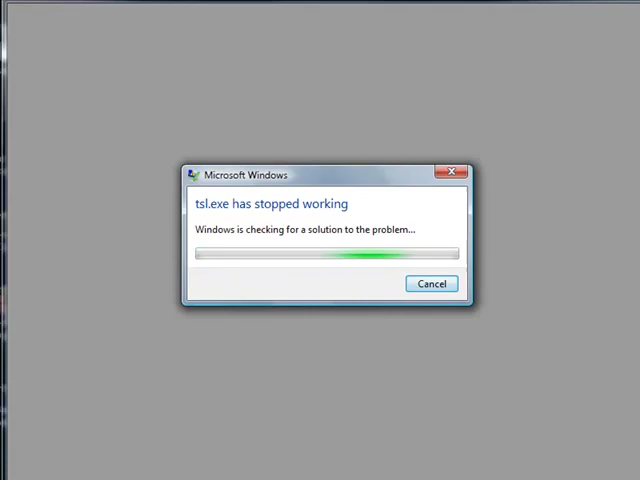 Microsoft Windows
tsl.exe has stopped working
Windows is checking for a solution to the problem...
Cancel